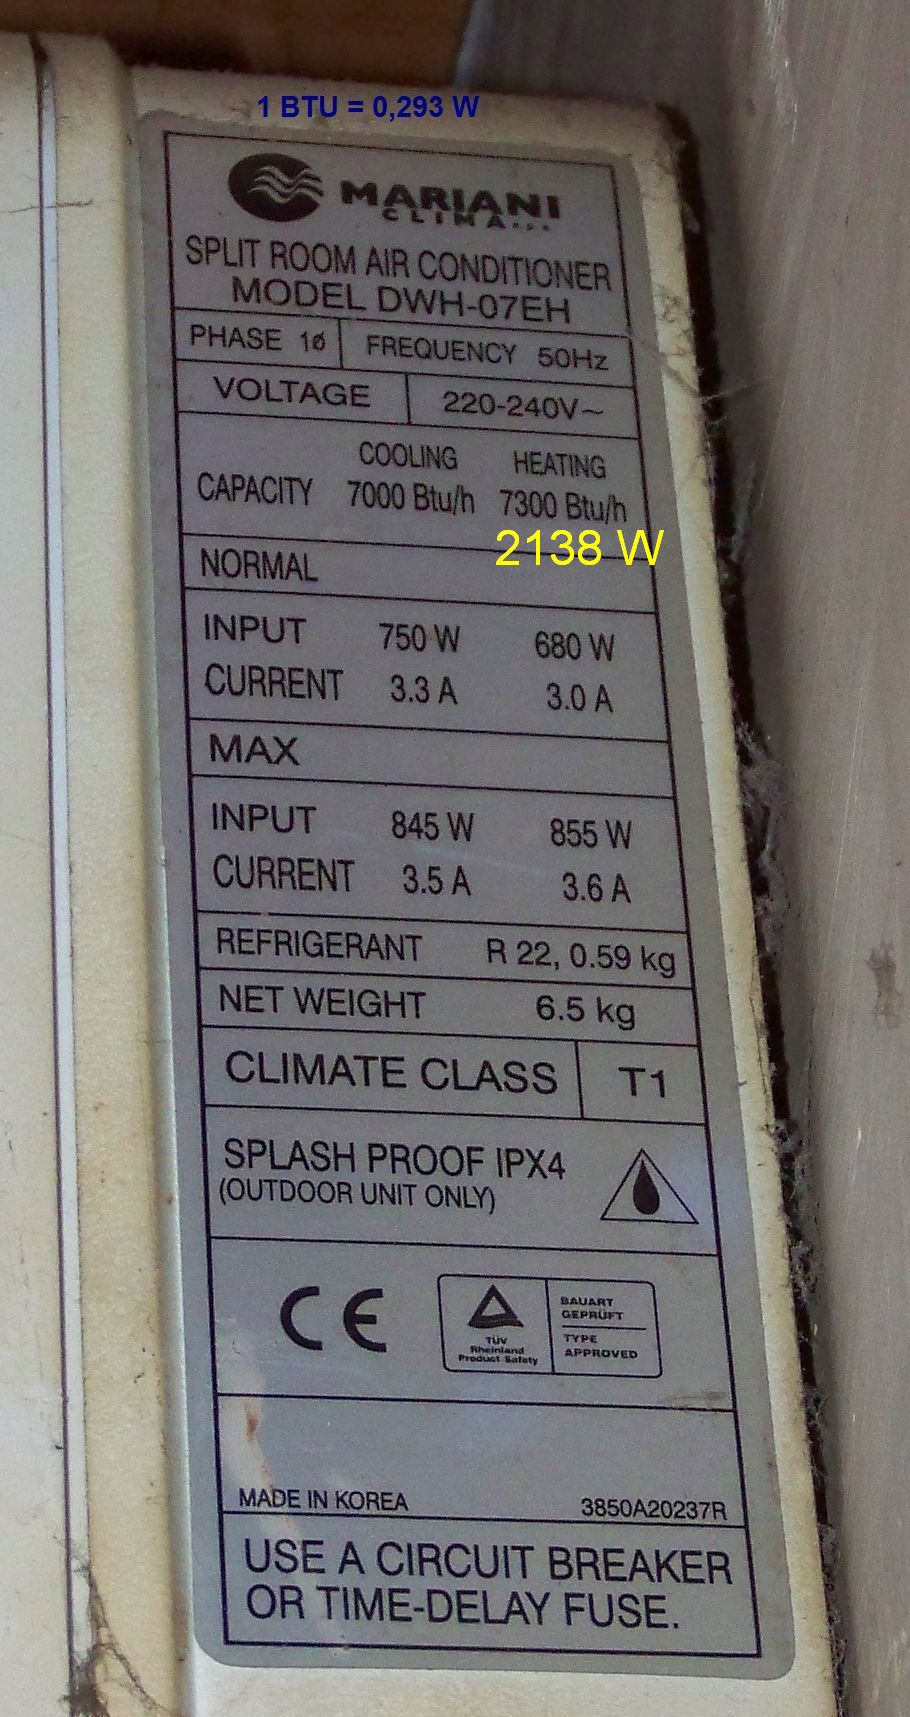 1 BTU = 0,293 W
MARIANI
CLIMA
SPLIT ROOM AIR CONDITIONER
MODEL DWH-07EH
PHASE 1ø FREQUENCY 50Hz
VOLTAGE 220-240V~
COOLING HEATING
CAPACITY 7000 Btu/h 7300 Btu/h
2138 W
NORMAL
INPUT 750 W 680 W
CURRENT 3.3 A 3.0 A
MAX
INPUT 845 W 855 W
CURRENT 3.5 A 3.6 A
REFRIGERANT R 22, 0.59 kg
NET WEIGHT 6.5 kg
CLIMATE CLASS T1
SPLASH PROOF IPX4
(OUTDOOR UNIT ONLY)
CE
TÜV
Rheinland
Product Safety
BAUART
GEPRÜFT
TYPE
APPROVED
MADE IN KOREA 3850A20237R
USE A CIRCUIT BREAKER
OR TIME-DELAY FUSE.